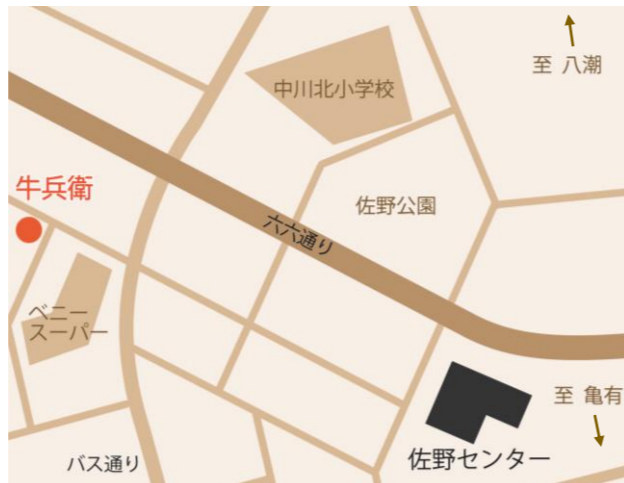 至 八潮
中川北小学校
牛兵衛
佐野公園
六六通り
ベニー
スーパー
至 亀有
佐野センター
バス通り